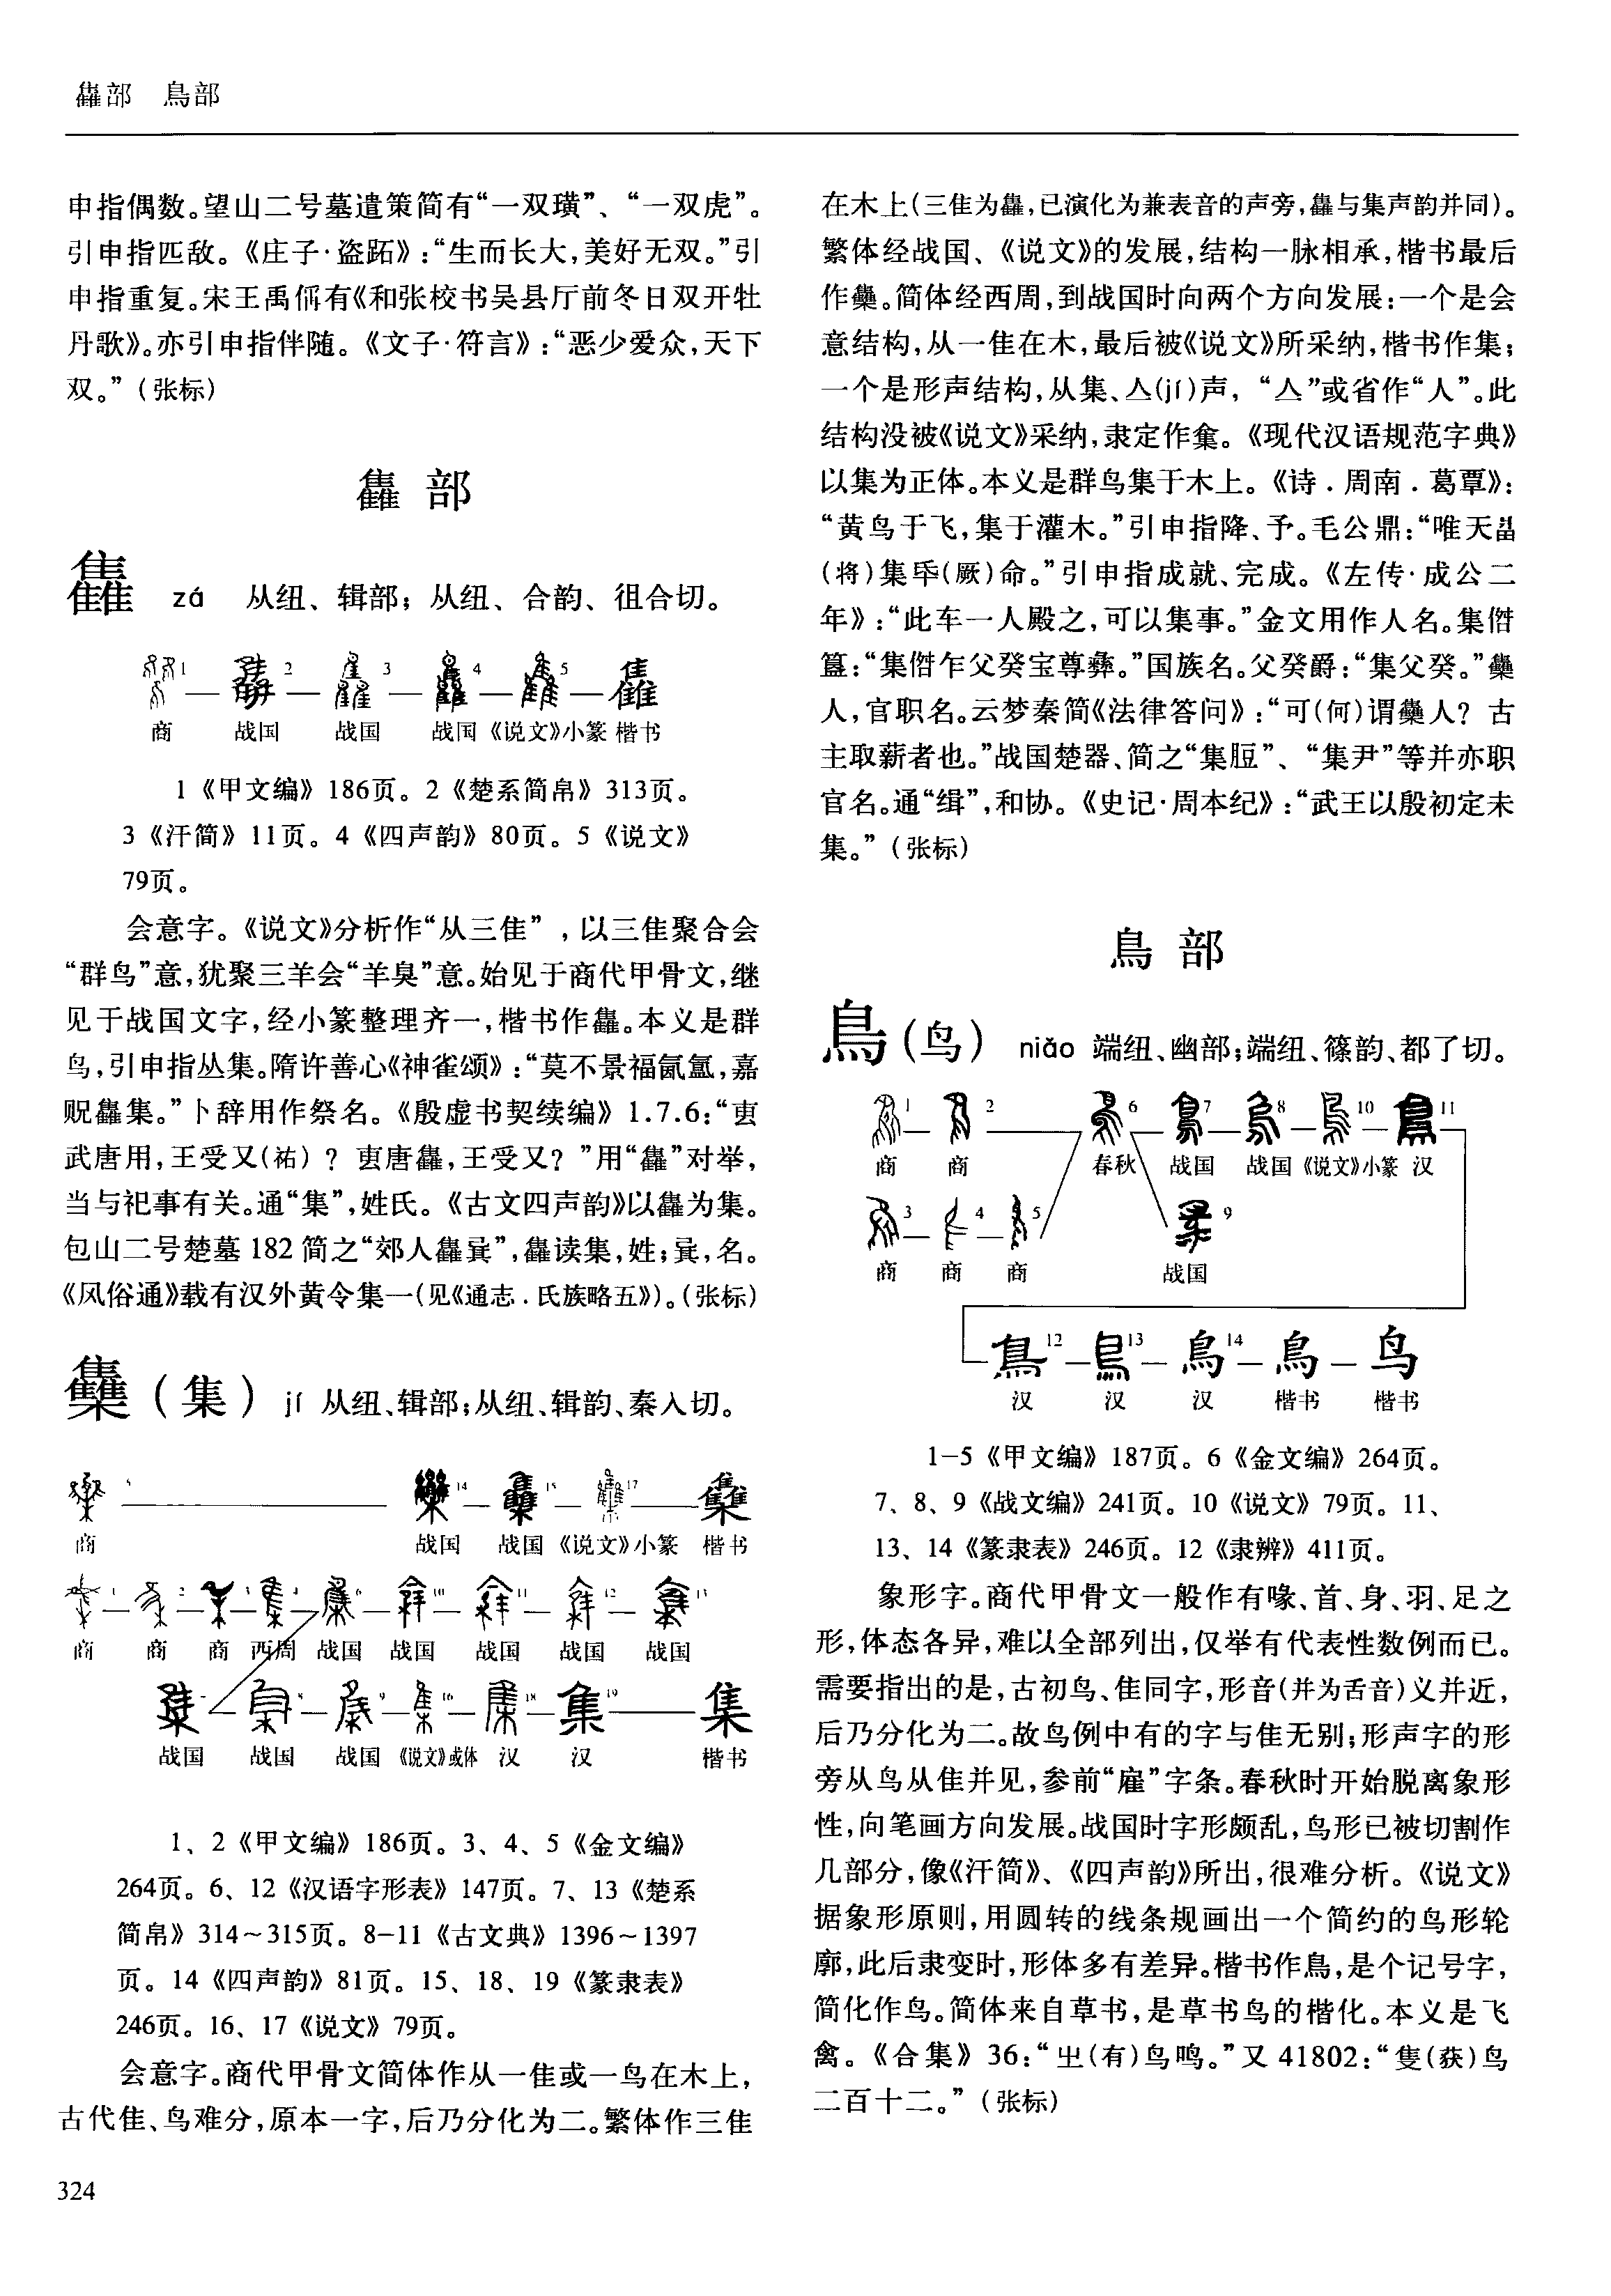 雥部　鳥部
申指偶数。望山二号墓遣策简有“一双璜”、“一双虎”。
引申指匹敌。《庄子·盗跖》:“生而长大,美好无双。”引
申指重复。宋王禹偁有《和张校书吴县厅前冬日双开牡
丹歌》。亦引申指伴随。《文子·符言》:“恶少爱众,天下
双。”(张标)
雥 部
雥 zá 从纽、辑部；从纽、合韵、徂合切。
1 2 3 4 5 雥
商 战国 战国 战国《说文》小篆 楷书
1《甲文编》186页。2《楚系简帛》313页。
3《汗简》11页。4《四声韵》80页。5《说文》
79页。
会意字。《说文》分析作“从三隹”,以三隹聚合会
“群鸟”意,犹聚三羊会“羊臭”意。始见于商代甲骨文,继
见于战国文字,经小篆整理齐一,楷书作雥。本义是群
鸟,引申指丛集。隋许善心《神雀颂》:“莫不景福氤氲,嘉
贶雥集。”卜辞用作祭名。《殷虚书契续编》1.7.6:“叀
武唐用,王受又(祐)? 叀唐雥,王受又? ”用“雥”对举,
当与祀事有关。通“集”,姓氏。《古文四声韵》以雥为集。
包山二号楚墓182简之“郊人雥”,雥读集,姓;,名。
《风俗通》载有汉外黄令集一(见《通志.氏族略五》)。(张标)
雧(集) jí 从纽、辑部;从纽、辑韵、秦入切。
14 15 17 雧
商 战国 战国《说文》小篆 楷书
商 商 商 西周 战国 战国 战国 战国 战国
集
战国 战国 战国《说文》或体 汉 汉 楷书
1、2《甲文编》186页。3、4、5《金文编》
264页。6、12《汉语字形表》147页。7、13《楚系
简帛》314~315页。8-11《古文典》1396~1397
页。14《四声韵》81页。15、18、19《篆隶表》
246页。16、17《说文》79页。
会意字。商代甲骨文简体作从一隹或一鸟在木上,
古代隹、鸟难分,原本一字,后乃分化为二。繁体作三隹
324
在木上(三隹为雥,已演化为兼表音的声旁,雥与集声韵并同)。
繁体经战国、《说文》的发展,结构一脉相承,楷书最后
作雧。简体经西周,到战国时向两个方向发展:一个是会
意结构,从一隹在木,最后被《说文》所采纳,楷书作集;
一个是形声结构,从集、亼(jí)声,“亼”或省作“人”。此
结构没被《说文》采纳,隶定作。《现代汉语规范字典》
以集为正体。本义是群鸟集于木上。《诗．周南．葛覃》:
“黄鸟于飞,集于灌木。”引申指降、予。毛公鼎:“唯天
(将)集氒(厥)命。”引申指成就、完成。《左传·成公二
年》:“此车一人殿之,可以集事。”金文用作人名。集㑛
簋:“集㑛乍父癸宝尊彝。”国族名。父癸爵:“集父癸。”雧
人,官职名。云梦秦简《法律答问》:“可(何)谓雧人? 古
主取薪者也。”战国楚器、简之“集脰”、“集尹”等并亦职
官名。通“缉”,和协。《史记·周本纪》:“武王以殷初定未
集。”(张标)
鳥 部
鳥(鸟) niǎo 端纽、幽部;端纽、篠韵、都了切。
1 2 6 7 8 10 11
商 商 春秋 战国 战国《说文》小篆 汉
3 4 5 9
商 商 商 战国
12 13 14 鳥 鸟
汉 汉 汉 楷书 楷书
1-5《甲文编》187页。6《金文编》264页。
7、8、9《战文编》241页。10《说文》79页。11、
13、14《篆隶表》246页。12《隶辨》411页。
象形字。商代甲骨文一般作有喙、首、身、羽、足之
形,体态各异,难以全部列出,仅举有代表性数例而已。
需要指出的是,古初鸟、隹同字,形音(并为舌音)义并近,
后乃分化为二。故鸟例中有的字与隹无别;形声字的形
旁从鸟从隹并见,参前“雇”字条。春秋时开始脱离象形
性,向笔画方向发展。战国时字形颇乱,鸟形已被切割作
几部分,像《汗简》、《四声韵》所出,很难分析。《说文》
据象形原则,用圆转的线条规画出一个简约的鸟形轮
廓,此后隶变时,形体多有差异。楷书作鳥,是个记号字,
简化作鸟。简体来自草书,是草书鸟的楷化。本义是飞
禽。《合集》36:“㞢(有)鸟鸣。”又41802:“隻(获)鸟
二百十二。”(张标)